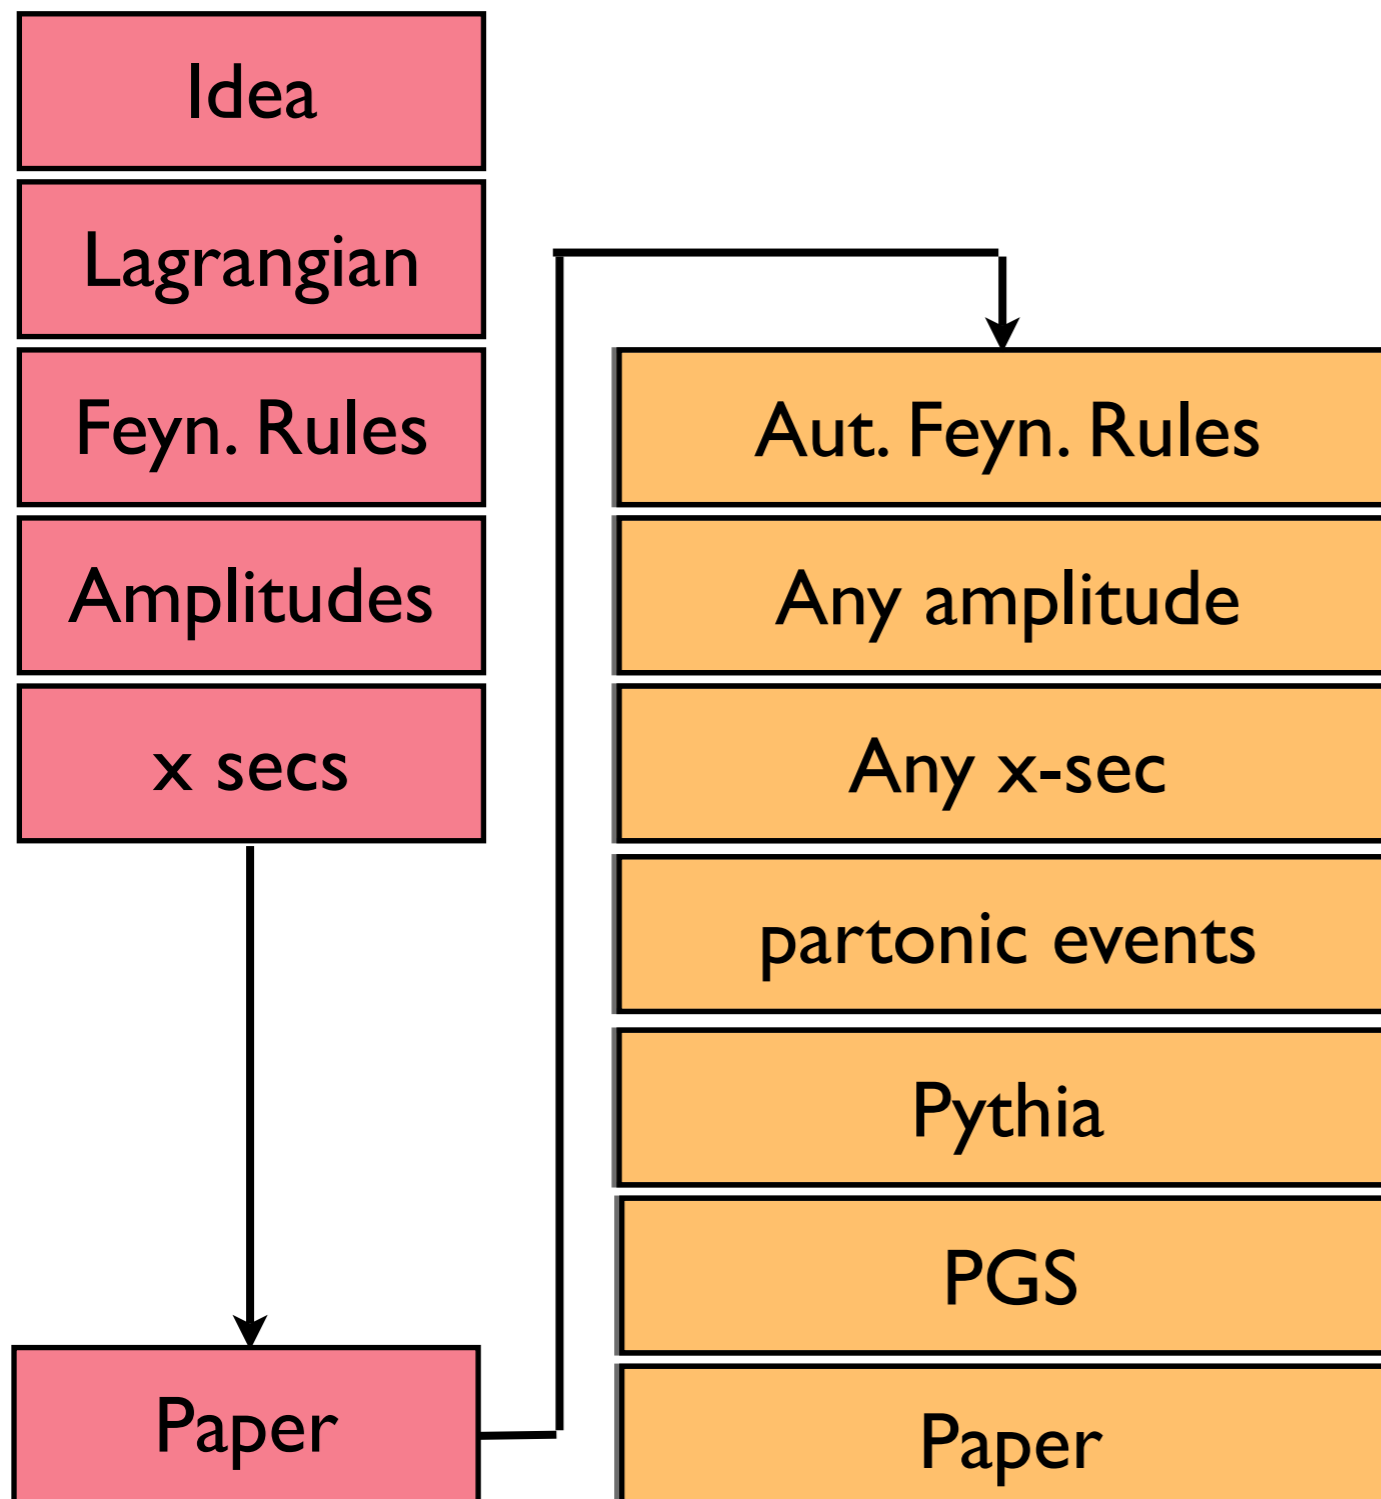 Idea
Lagrangian
Feyn. Rules
Amplitudes
x secs
Paper
Aut. Feyn. Rules
Any amplitude
Any x-sec
partonic events
Pythia
PGS
Paper